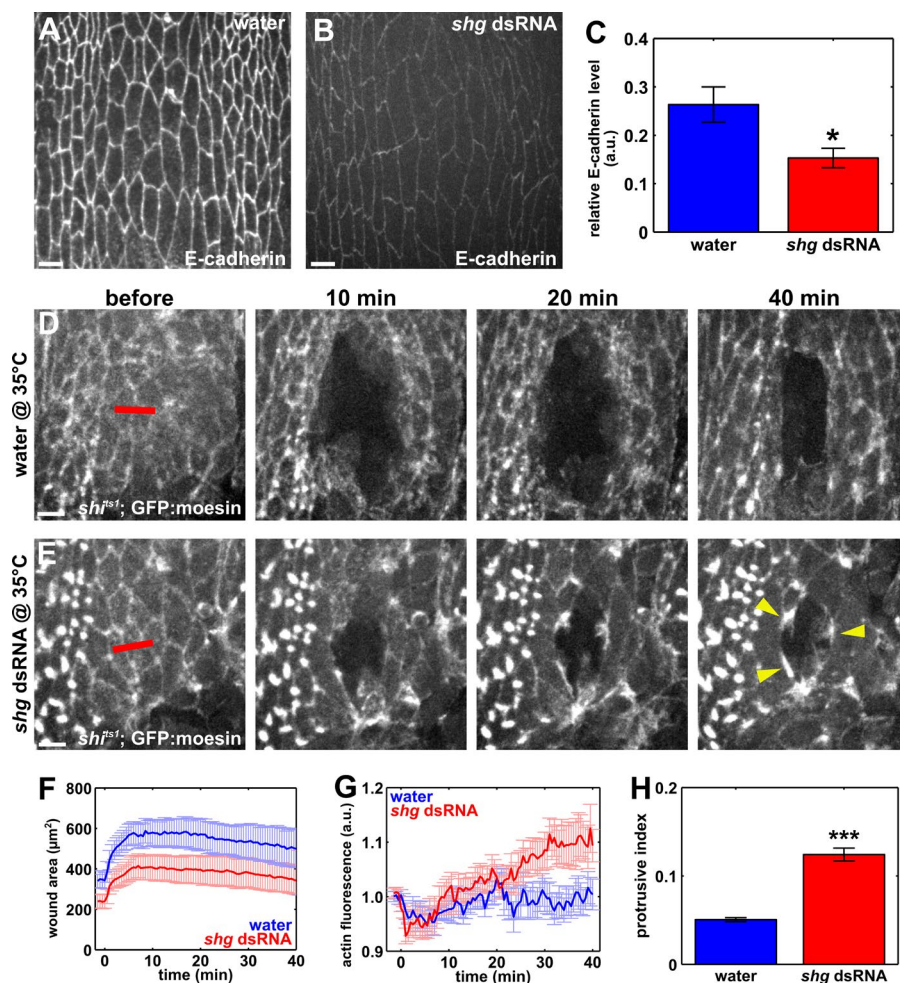 A
water
E-cadherin
B
shg dsRNA
E-cadherin
C
relative E-cadherin level
(a.u.)
0.4
0.3
0.2
0.1
0
*
water
shg dsRNA
before
10 min
20 min
40 min
water @ 35°C
D
shi^ts1; GFP:moesin
shg dsRNA @ 35°C
E
shi^ts1; GFP:moesin
F
wound area (μm²)
800
600
400
200
0
water
shg dsRNA
0
10
20
30
40
time (min)
G
actin fluorescence (a.u.)
1.2
1.1
1.0
0.9
water
shg dsRNA
0
10
20
30
40
time (min)
H
protrusive index
0.2
0.1
0
***
water
shg dsRNA